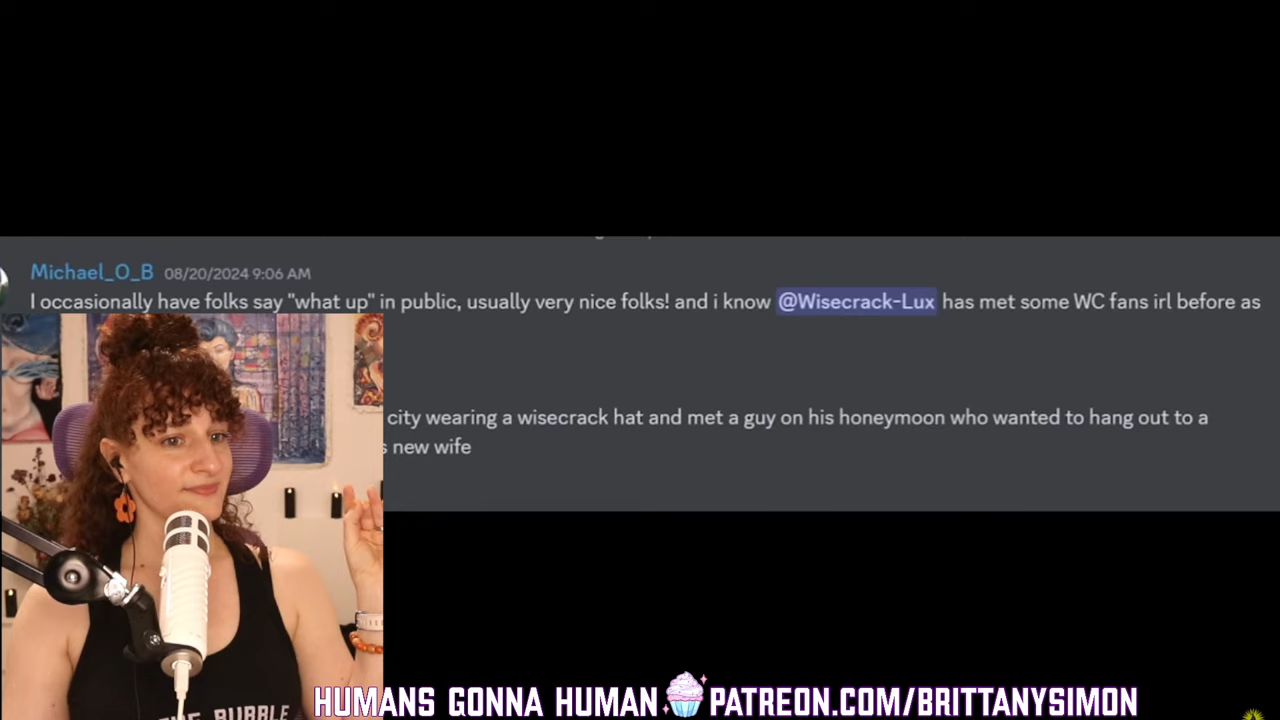 Michael_O_B 08/20/2024 9:06 AM
I occasionally have folks say "what up" in public, usually very nice folks! and i know @Wisecrack-Lux has met some WC fans irl before as
city wearing a wisecrack hat and met a guy on his honeymoon who wanted to hang out to a
s new wife
THE BUBBLE
HUMANS GONNA HUMAN PATREON.COM/BRITTANYSIMON